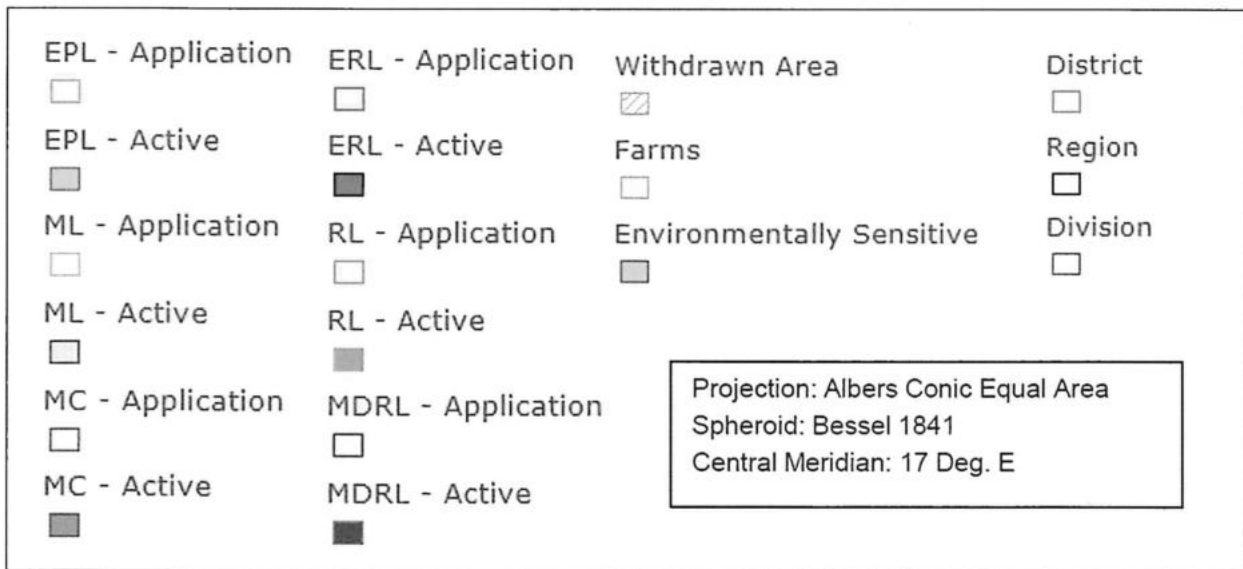 EPL - Application
EPL - Active
ML - Application
ML - Active
MC - Application
MC - Active
ERL - Application
ERL - Active
RL - Application
RL - Active
MDRL - Application
MDRL - Active
Withdrawn Area
Farms
Environmentally Sensitive
District
Region
Division
Projection: Albers Conic Equal Area
Spheroid: Bessel 1841
Central Meridian: 17 Deg. E